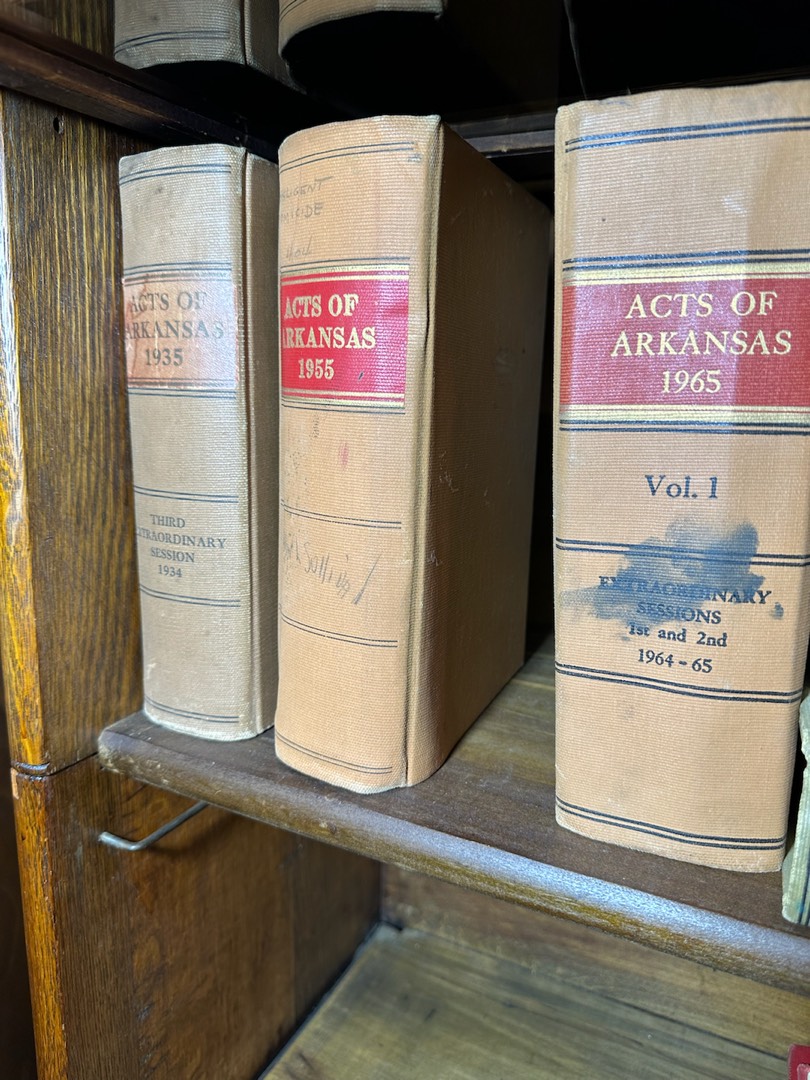 ACTS OF
ARKANSAS
1935
THIRD
EXTRAORDINARY
SESSION
1934
ACTS OF
ARKANSAS
1955
ACTS OF
ARKANSAS
1965
Vol. 1
EXTRAORDINARY
SESSIONS
1st and 2nd
1964-65